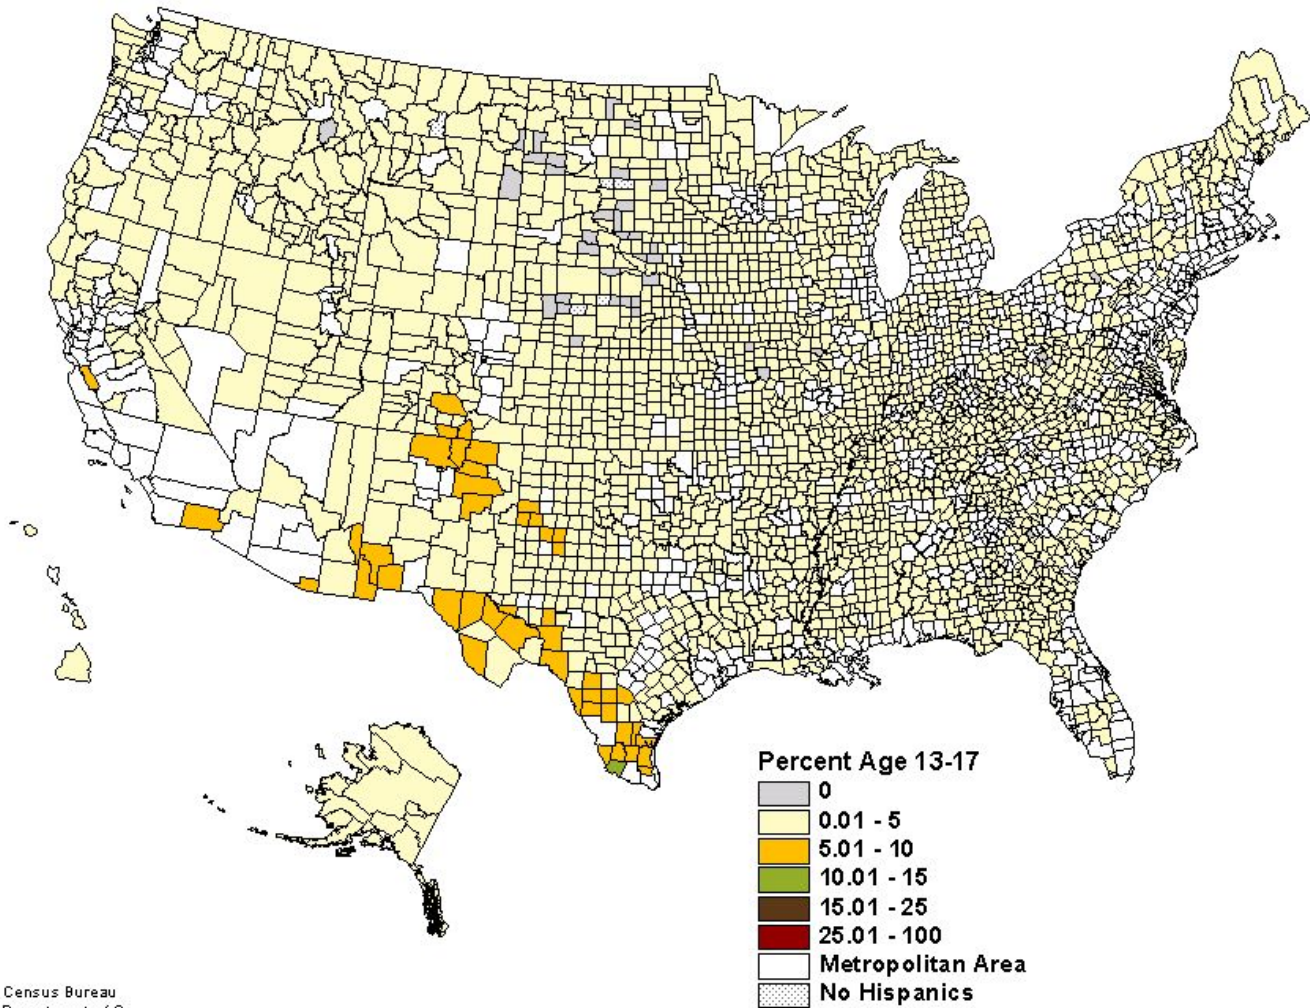 Percent Age 13-17
0
0.01 - 5
5.01 - 10
10.01 - 15
15.01 - 25
25.01 - 100
Metropolitan Area
No Hispanics
Census Bureau